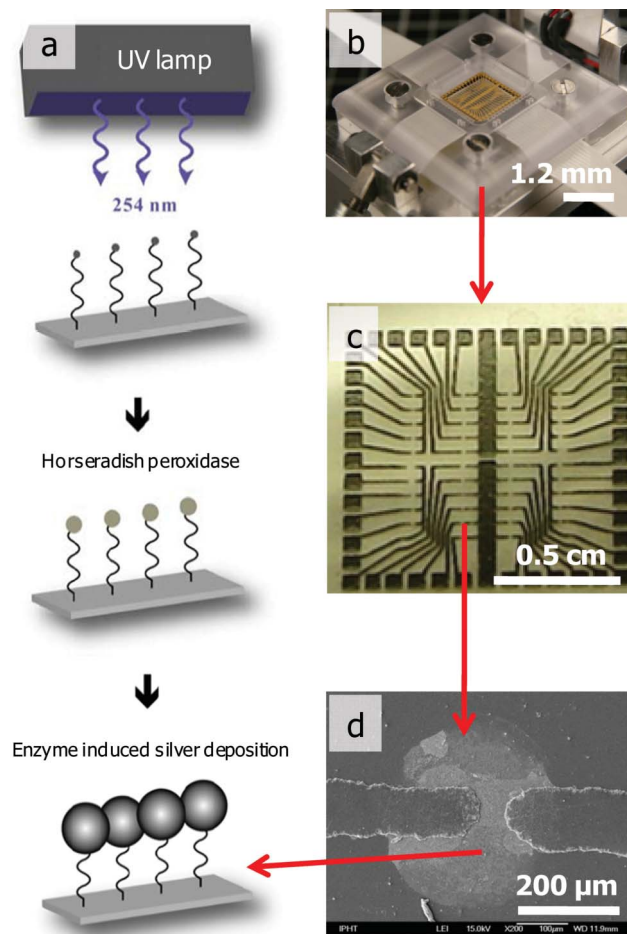 a
UV lamp
254 nm
Horseradish peroxidase
Enzyme induced silver deposition
b
1.2 mm
c
0.5 cm
d
200 µm
IPHT LEI 15.0kV X200 100µm WD 11.9mm